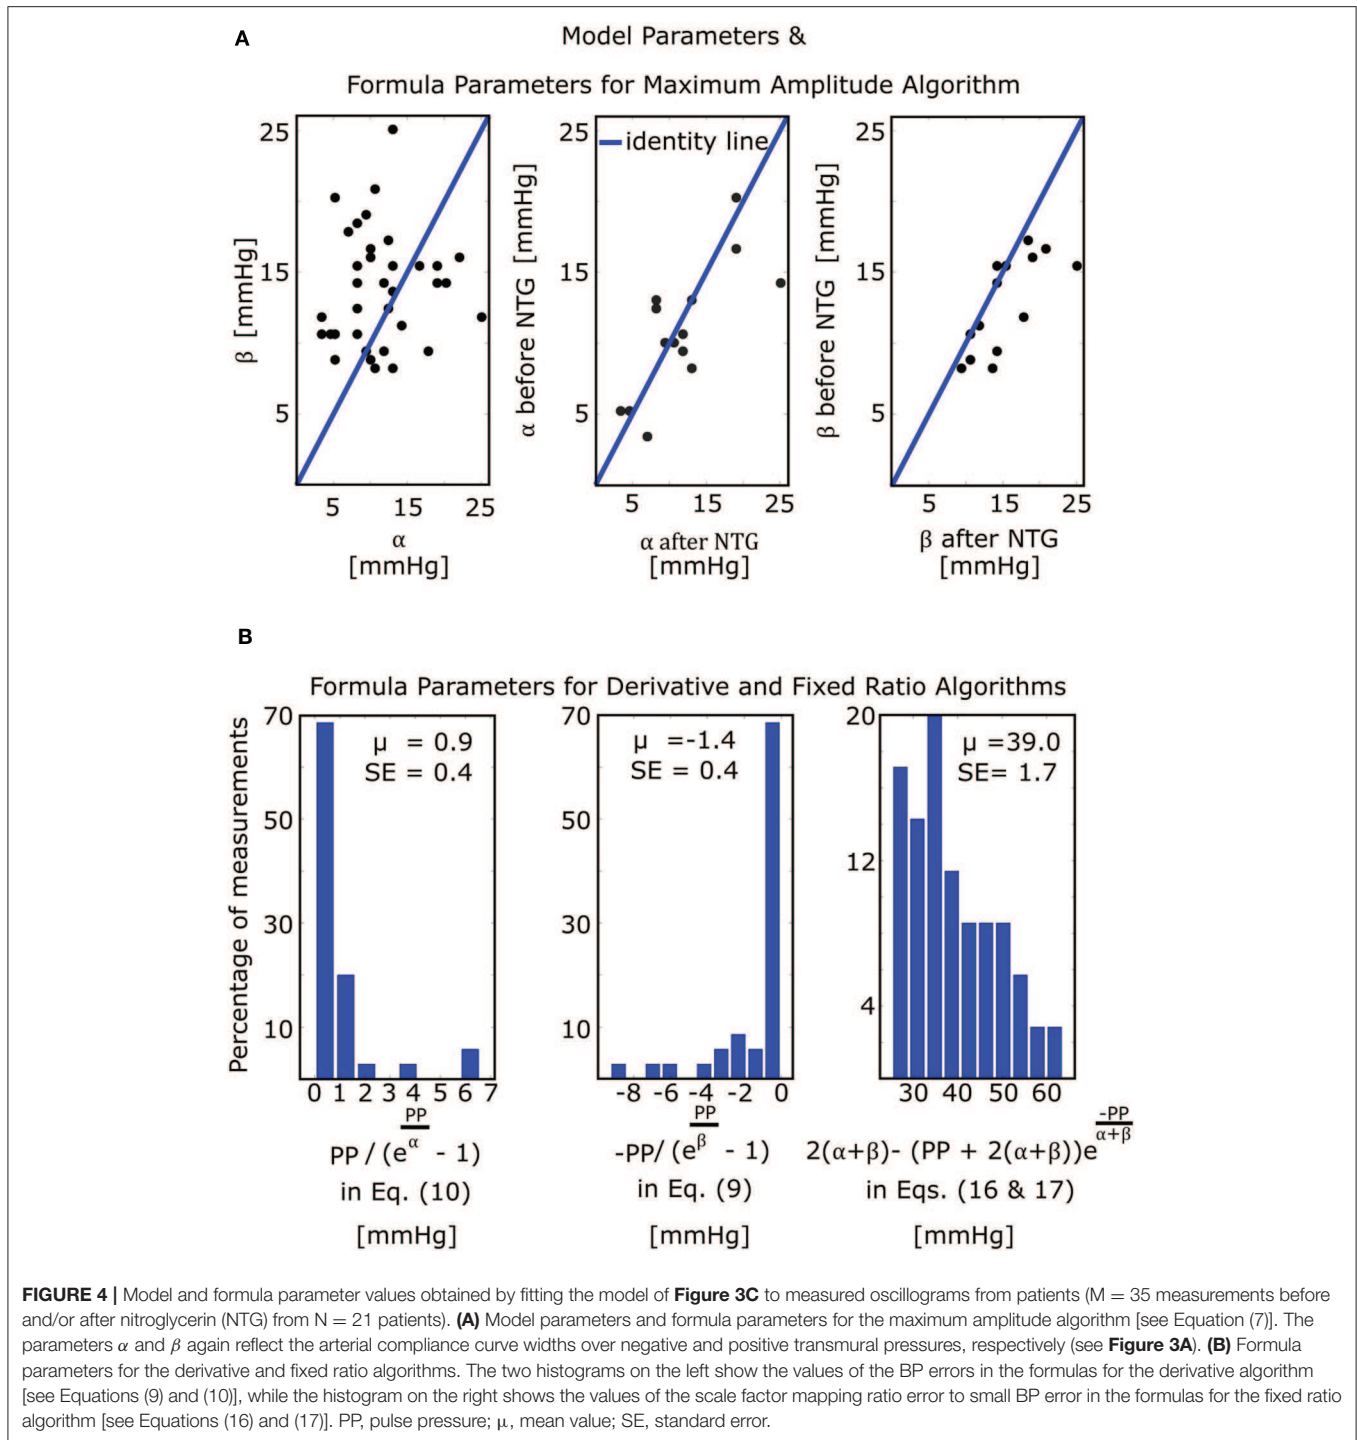 A
Model Parameters &
Formula Parameters for Maximum Amplitude Algorithm
25
15
5
β [mmHg]
5 15 25
α
[mmHg]
identity line
25
15
5
α before NTG [mmHg]
5 15 25
α after NTG
[mmHg]
25
15
5
β before NTG [mmHg]
5 15 25
β after NTG
[mmHg]
B
Formula Parameters for Derivative and Fixed Ratio Algorithms
Percentage of measurements
70
50
30
10
μ = 0.9
SE = 0.4
0 1 2 3 4 5 6 7
PP/(e^(PP/α) - 1)
in Eq. (10)
[mmHg]
70
50
30
10
μ =-1.4
SE = 0.4
-8 -6 -4 -2 0
-PP/(e^(PP/β) - 1)
in Eq. (9)
[mmHg]
20
12
4
μ =39.0
SE= 1.7
30 40 50 60
2(α+β)- (PP + 2(α+β))e^(-PP/(α+β))
in Eqs. (16 & 17)
[mmHg]
FIGURE 4 | Model and formula parameter values obtained by fitting the model of Figure 3C to measured oscillograms from patients (M = 35 measurements before
and/or after nitroglycerin (NTG) from N = 21 patients). (A) Model parameters and formula parameters for the maximum amplitude algorithm [see Equation (7)]. The
parameters α and β again reflect the arterial compliance curve widths over negative and positive transmural pressures, respectively (see Figure 3A). (B) Formula
parameters for the derivative and fixed ratio algorithms. The two histograms on the left show the values of the BP errors in the formulas for the derivative algorithm
[see Equations (9) and (10)], while the histogram on the right shows the values of the scale factor mapping ratio error to small BP error in the formulas for the fixed ratio
algorithm [see Equations (16) and (17)]. PP, pulse pressure; μ, mean value; SE, standard error.